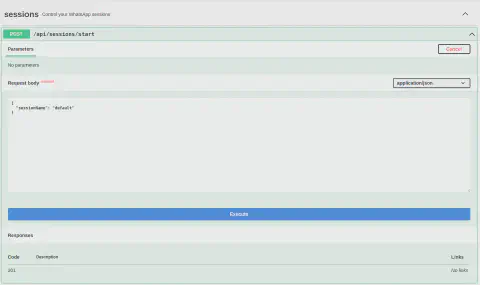 sessions Control your WhatsApp sessions
POST /api/sessions/start
Parameters Cancel
No parameters
Request body required application/json
{
"sessionName": "default"
}
Execute
Responses
Code Description Links
201 No links